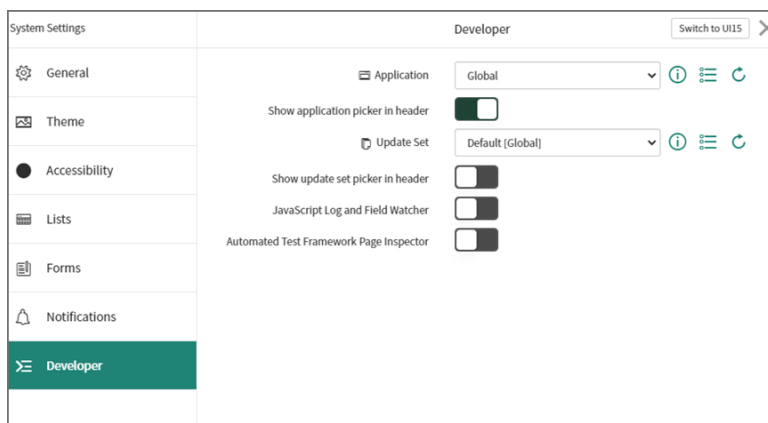 System Settings
Developer
Switch to UI15
General
Theme
Accessibility
Lists
Forms
Notifications
Developer
Application
Global
Show application picker in header
Update Set
Default [Global]
Show update set picker in header
JavaScript Log and Field Watcher
Automated Test Framework Page Inspector